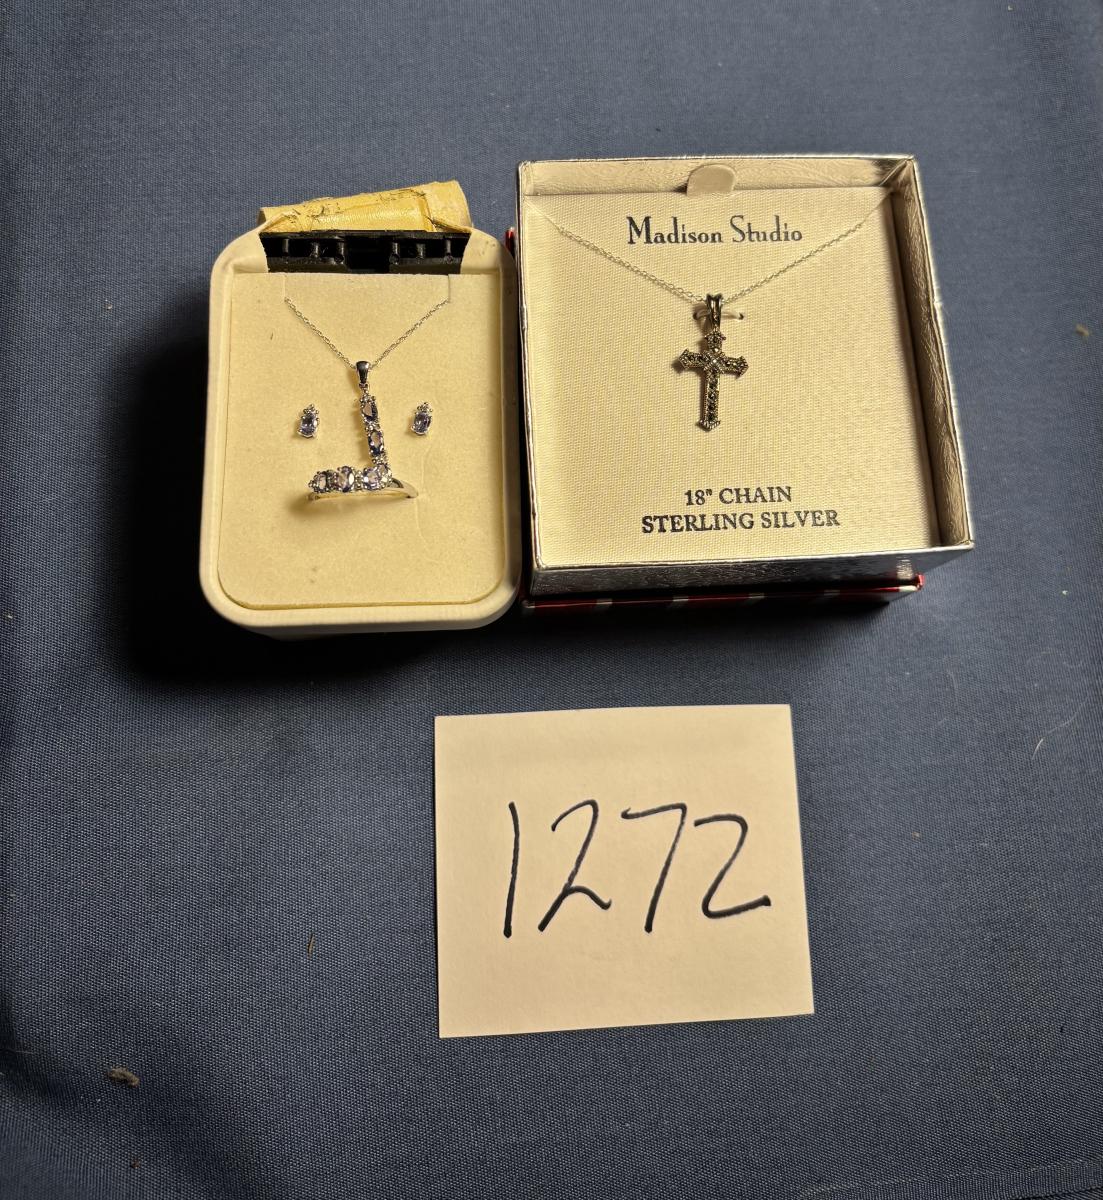 Madison Studio
18" CHAIN
STERLING SILVER
1272